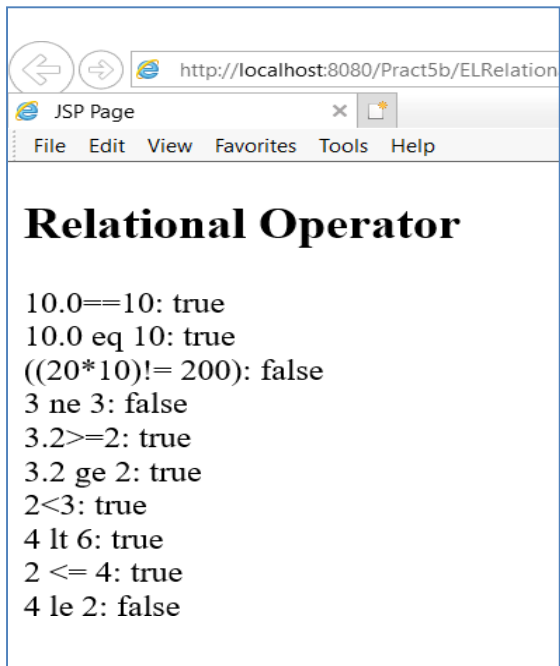 http://localhost:8080/Pract5b/ELRelation
JSP Page
File Edit View Favorites Tools Help
Relational Operator
10.0==10: true
10.0 eq 10: true
((20*10)!= 200): false
3 ne 3: false
3.2>=2: true
3.2 ge 2: true
2<3: true
4 lt 6: true
2 <= 4: true
4 le 2: false